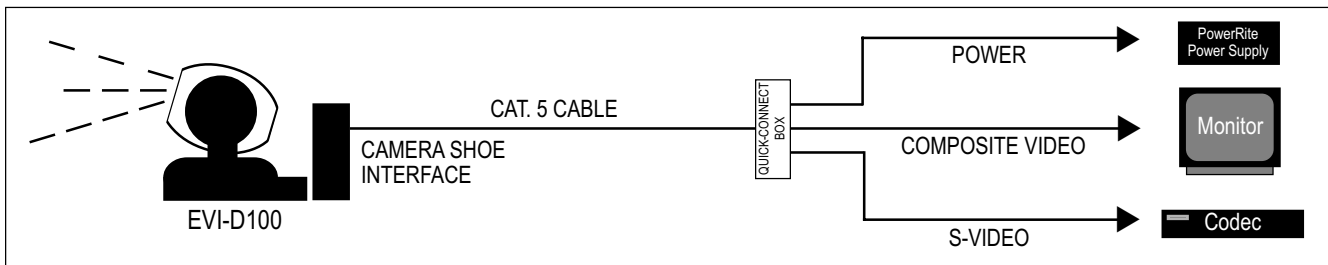 EVI-D100
CAMERA SHOE
INTERFACE
CAT. 5 CABLE
QUICK-CONNECT
BOX
POWER
PowerRite
Power Supply
COMPOSITE VIDEO
Monitor
S-VIDEO
Codec